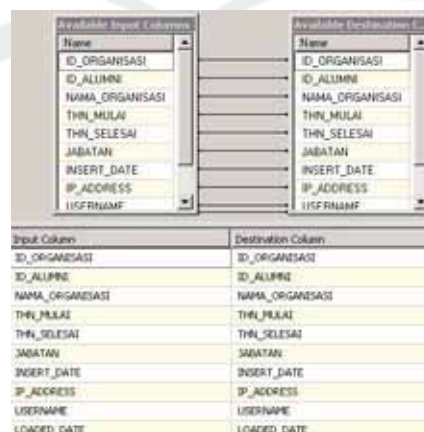 Available Input Columns
Available Destination C...
Name
Name
ID_ORGANISASI
ID_ORGANISASI
ID_ALUMNI
ID_ALUMNI
NAMA_ORGANISASI
NAMA_ORGANISASI
THN_MULAI
THN_MULAI
THN_SELESAI
THN_SELESAI
JABATAN
JABATAN
INSERT_DATE
INSERT_DATE
IP_ADDRESS
IP_ADDRESS
USERNAME
USERNAME
Input Column
Destination Column
ID_ORGANISASI
ID_ORGANISASI
ID_ALUMNI
ID_ALUMNI
NAMA_ORGANISASI
NAMA_ORGANISASI
THN_MULAI
THN_MULAI
THN_SELESAI
THN_SELESAI
JABATAN
JABATAN
INSERT_DATE
INSERT_DATE
IP_ADDRESS
IP_ADDRESS
USERNAME
USERNAME
LOADED_DATE
LOADED_DATE